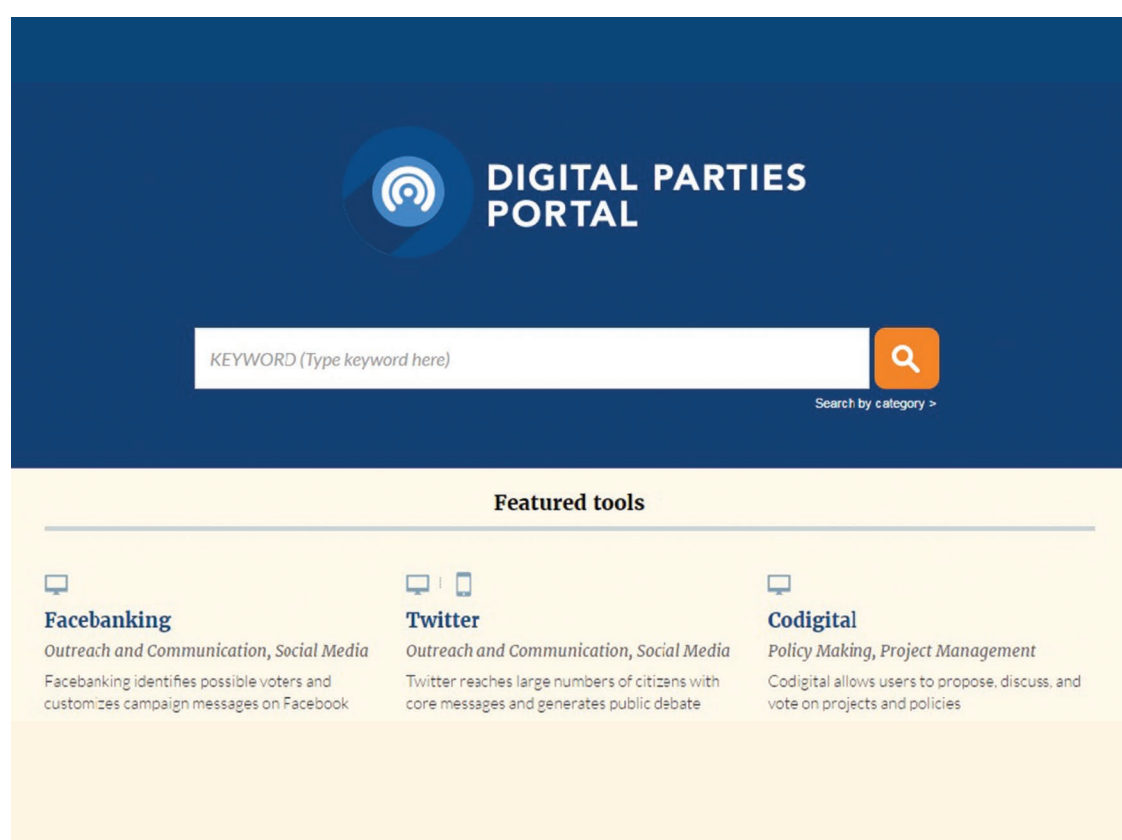 DIGITAL PARTIES
PORTAL
KEYWORD (Type keyword here)
Search by category >
Featured tools
Facebanking
Outreach and Communication, Social Media
Facebanking identifies possible voters and
customizes campaign messages on Facebook
Twitter
Outreach and Communication, Social Media
Twitter reaches large numbers of citizens with
core messages and generates public debate
Codigital
Policy Making, Project Management
Codigital allows users to propose, discuss, and
vote on projects and policies